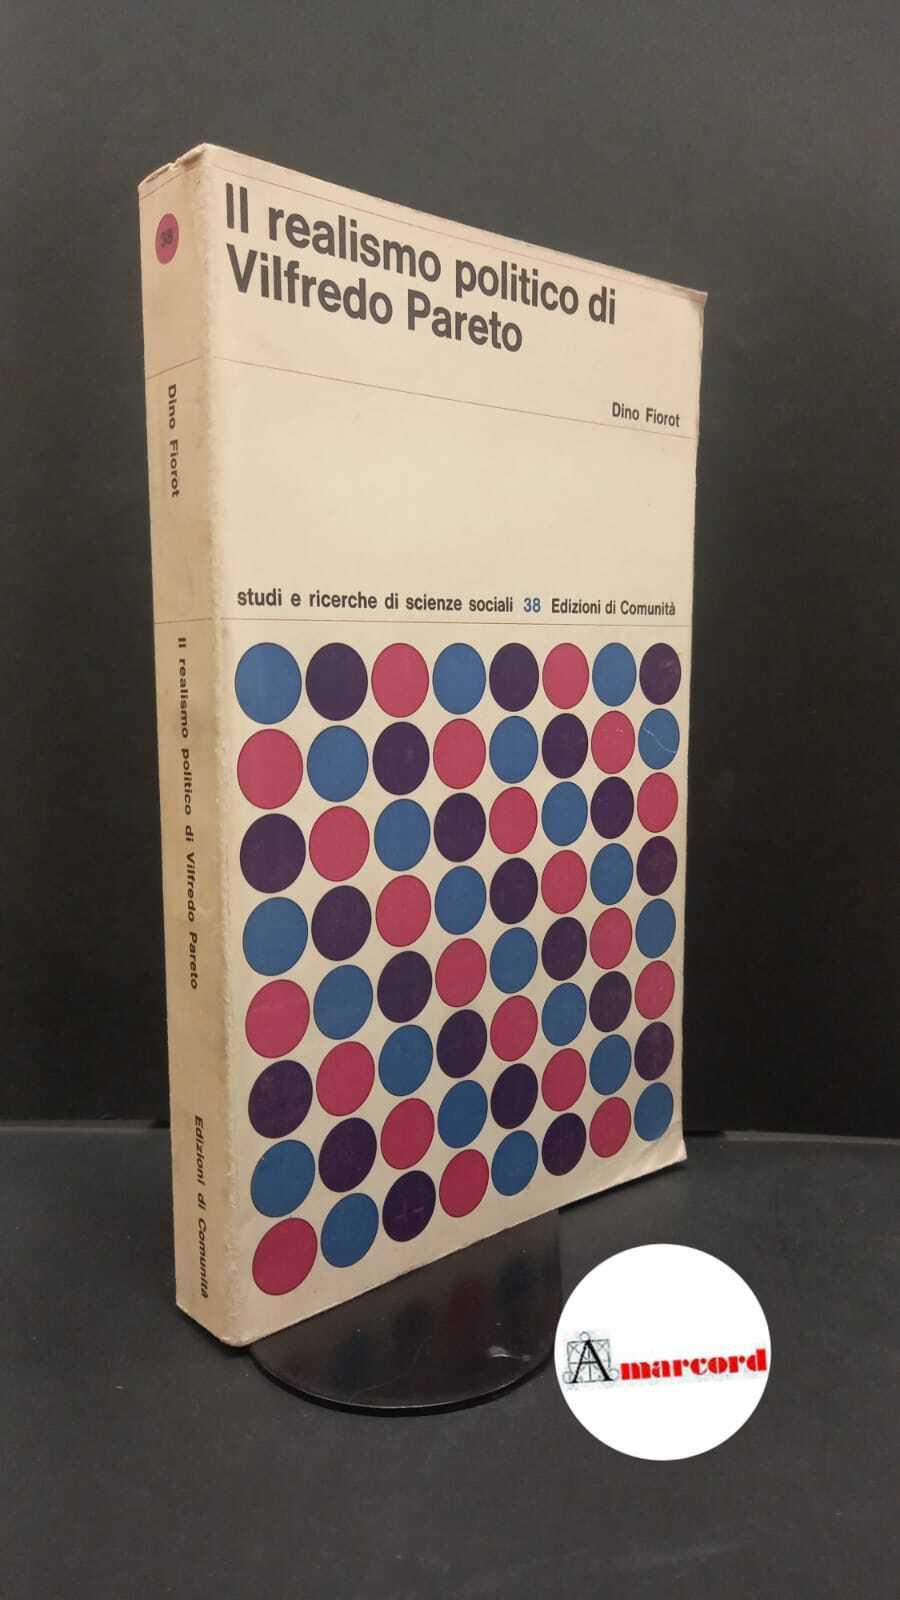 Il realismo politico di
Vilfredo Pareto
Dino Fiorot
studi e ricerche di scienze sociali 38 Edizioni di Comunità
38
Dino Fiorot
Il realismo politico di Vilfredo Pareto
Edizioni di Comunità
Amarcord